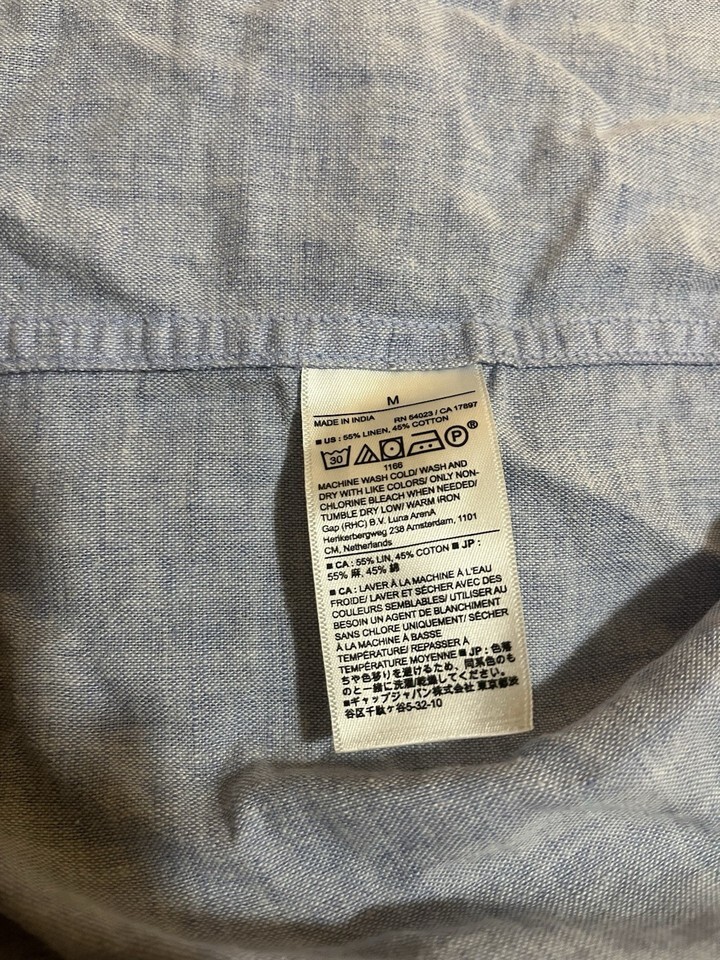 M
MADE IN INDIA RN 54023 / CA 17897
■ US : 55% LINEN, 45% COTTON
30 P ®
1166
MACHINE WASH COLD/ WASH AND
DRY WITH LIKE COLORS/ ONLY NON-
CHLORINE BLEACH WHEN NEEDED/
TUMBLE DRY LOW/ WARM IRON
Gap (RHC) B.V. Luna ArenA
Herikerbergweg 238 Amsterdam, 1101
CM, Netherlands
■ CA : 55% LIN, 45% COTON ■ JP :
55% 麻, 45% 綿
■ CA : LAVER À LA MACHINE À L'EAU
FROIDE/ LAVER ET SÉCHER AVEC DES
COULEURS SEMBLABLES/ UTILISER AU
BESOIN UN AGENT DE BLANCHIMENT
SANS CHLORE UNIQUEMENT/ SÉCHER
À LA MACHINE À BASSE
TEMPÉRATURE/ REPASSER À
TEMPÉRATURE MOYENNE ■ JP : 色落
ちや色移りを避けるため、同系色のも
のと一緒に洗濯/乾燥してください。
■ギャップジャパン株式会社 東京都渋
谷区千駄ヶ谷5-32-10